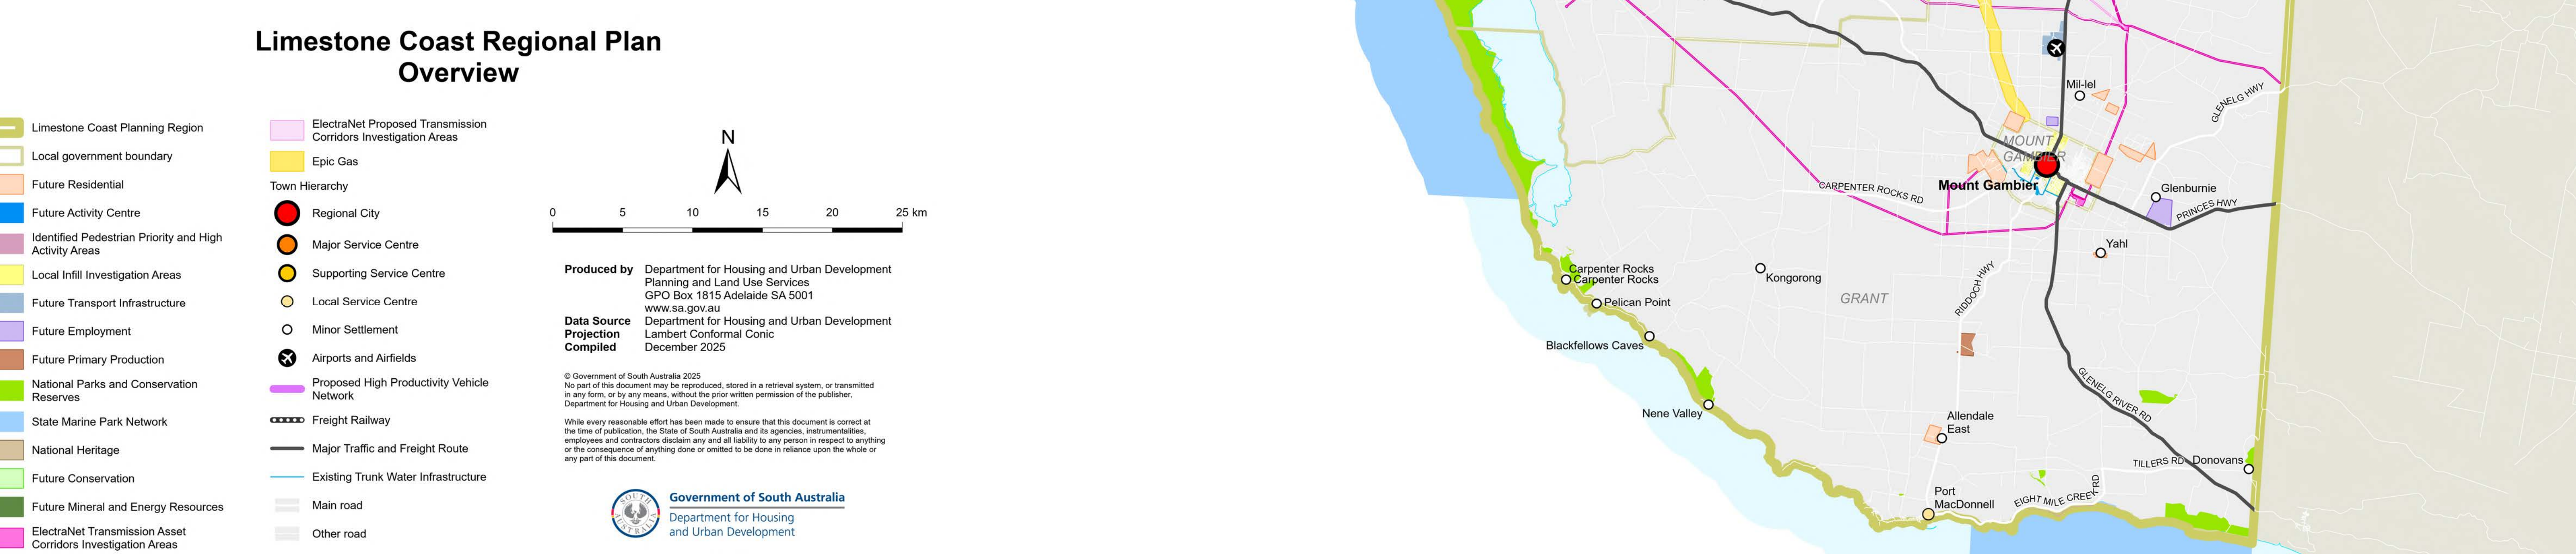 Limestone Coast Regional Plan
Overview
Limestone Coast Planning Region
Local government boundary
Future Residential
Future Activity Centre
Identified Pedestrian Priority and High
Activity Areas
Local Infill Investigation Areas
Future Transport Infrastructure
Future Employment
Future Primary Production
National Parks and Conservation
Reserves
State Marine Park Network
National Heritage
Future Conservation
Future Mineral and Energy Resources
ElectraNet Transmission Asset
Corridors Investigation Areas
ElectraNet Proposed Transmission
Corridors Investigation Areas
Epic Gas
Town Hierarchy
Regional City
Major Service Centre
Supporting Service Centre
Local Service Centre
Minor Settlement
Airports and Airfields
Proposed High Productivity Vehicle
Network
Freight Railway
Major Traffic and Freight Route
Existing Trunk Water Infrastructure
Main road
Other road
N
0 5 10 15 20 25 km
Produced by Department for Housing and Urban Development
Planning and Land Use Services
GPO Box 1815 Adelaide SA 5001
www.sa.gov.au
Data Source Department for Housing and Urban Development
Projection Lambert Conformal Conic
Compiled December 2025
© Government of South Australia 2025
No part of this document may be reproduced, stored in a retrieval system, or transmitted
in any form, or by any means, without the prior written permission of the publisher,
Department for Housing and Urban Development.
While every reasonable effort has been made to ensure that this document is correct at
the time of publication, the State of South Australia and its agencies, instrumentalities,
employees and contractors disclaim any and all liability to any person in respect to anything
or the consequence of anything done or omitted to be done in reliance upon the whole or
any part of this document.
SOUTH
AUSTRALIA
Government of South Australia
Department for Housing
and Urban Development
Mil-lel
GLENELG HWY
MOUNT
GAMBIER
Mount Gambier
CARPENTER ROCKS RD
Glenburnie
PRINCES HWY
Yahl
Carpenter Rocks
Carpenter Rocks
Kongorong
Pelican Point
GRANT
RIDDOCH HWY
Blackfellows Caves
GLENELG RIVER RD
Nene Valley
Allendale
East
TILLERS RD
Donovans
Port
MacDonnell
EIGHT MILE CREEK RD